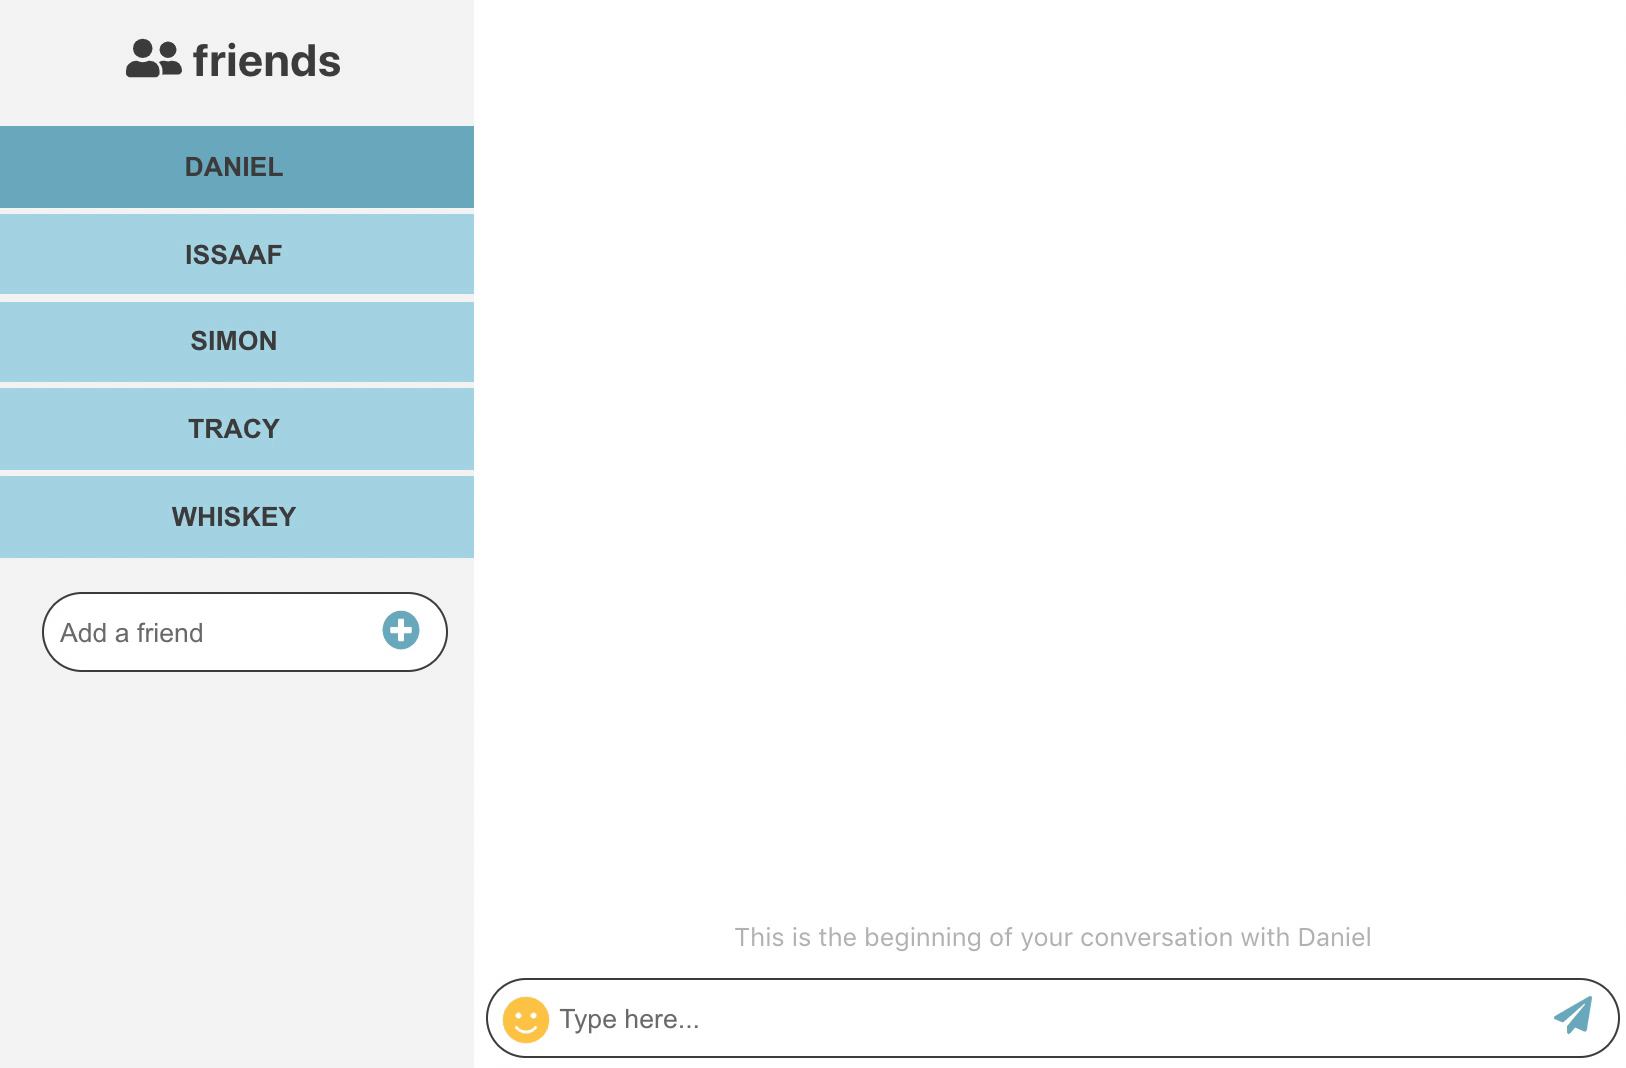 friends
DANIEL
ISSAAF
SIMON
TRACY
WHISKEY
Add a friend
This is the beginning of your conversation with Daniel
Type here...